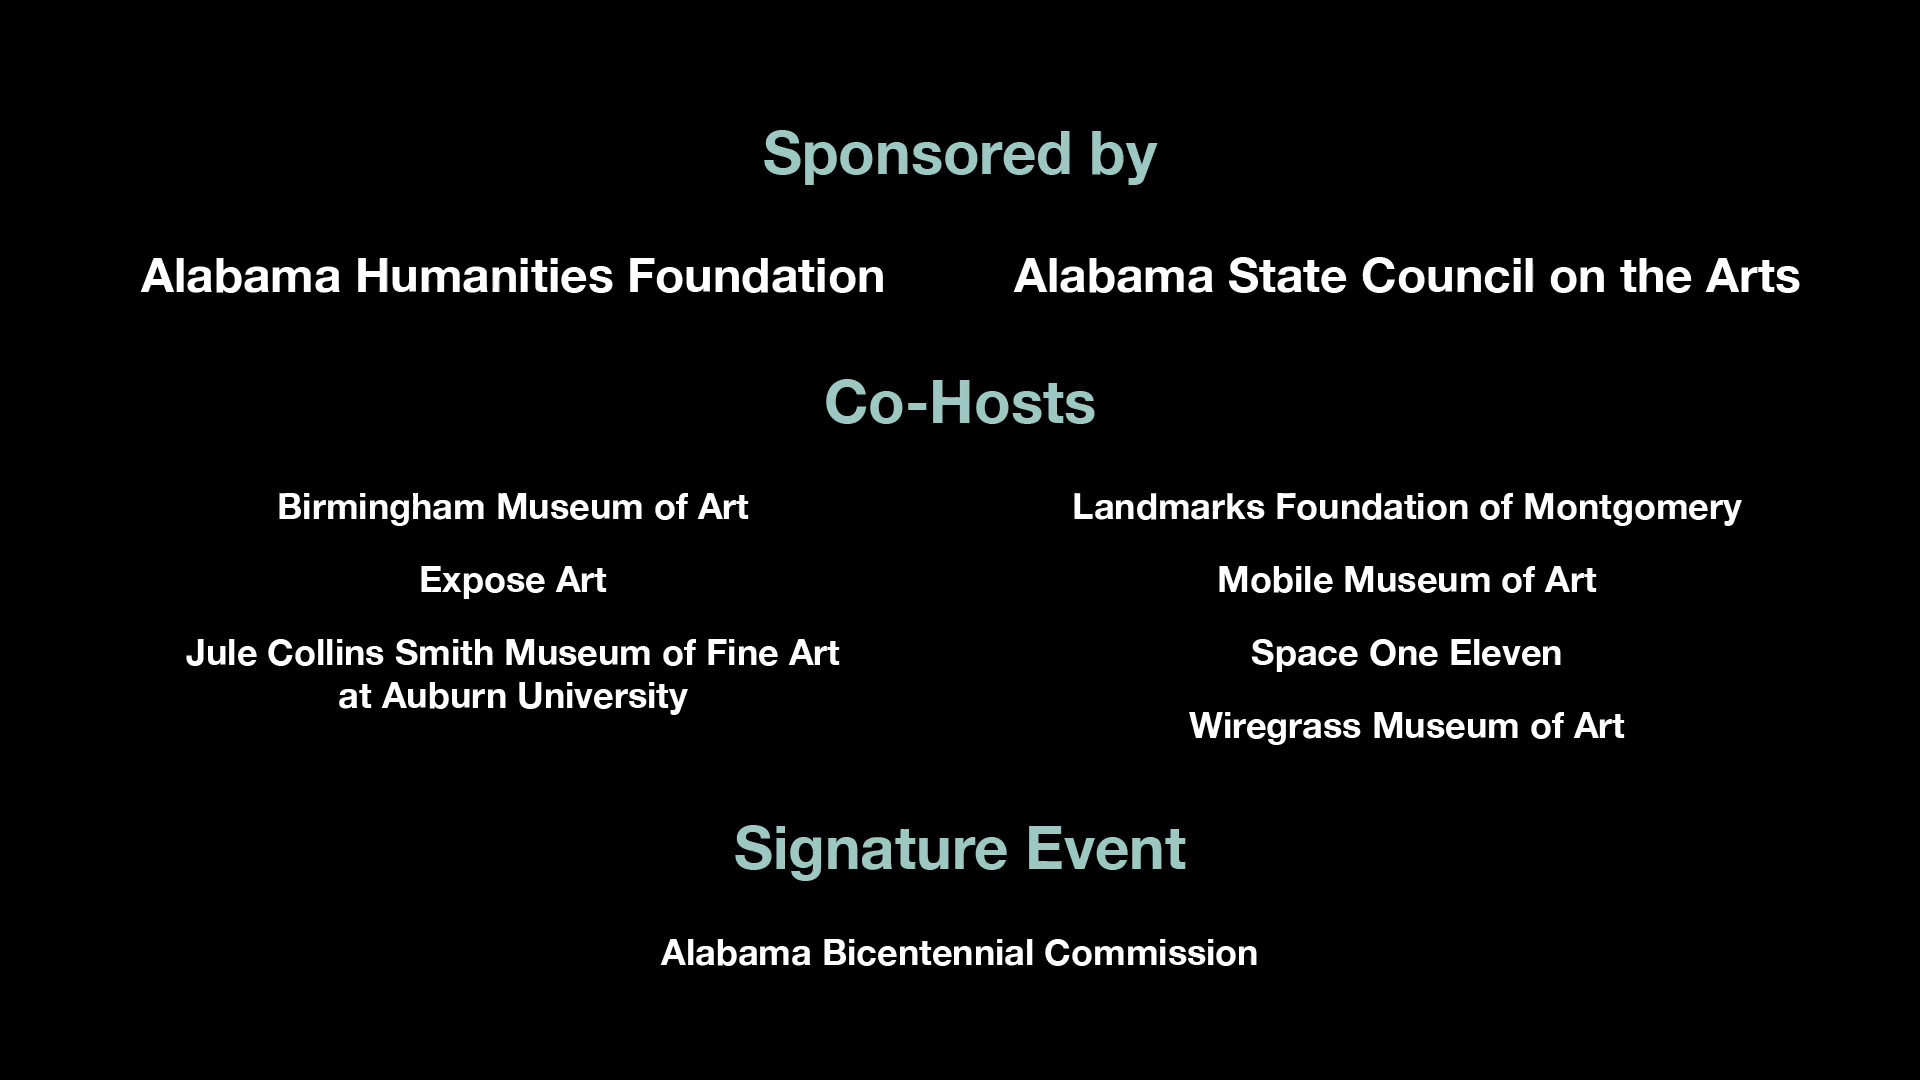 Sponsored by
Alabama Humanities Foundation
Alabama State Council on the Arts
Co-Hosts
Birmingham Museum of Art
Expose Art
Jule Collins Smith Museum of Fine Art
at Auburn University
Landmarks Foundation of Montgomery
Mobile Museum of Art
Space One Eleven
Wiregrass Museum of Art
Signature Event
Alabama Bicentennial Commission